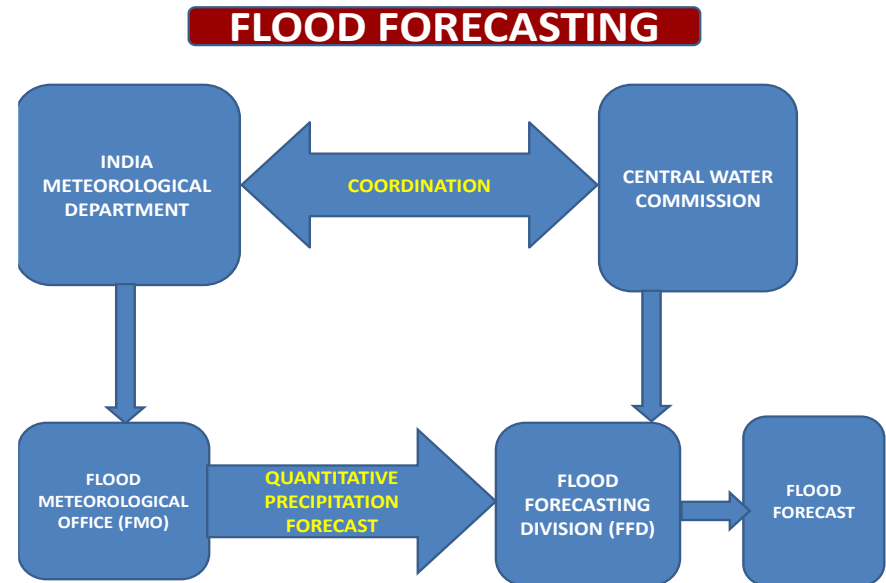 FLOOD FORECASTING
INDIA
METEOROLOGICAL
DEPARTMENT
COORDINATION
CENTRAL WATER
COMMISSION
FLOOD
METEOROLOGICAL
OFFICE (FMO)
QUANTITATIVE
PRECIPITATION
FORECAST
FLOOD
FORECASTING
DIVISION (FFD)
FLOOD
FORECAST